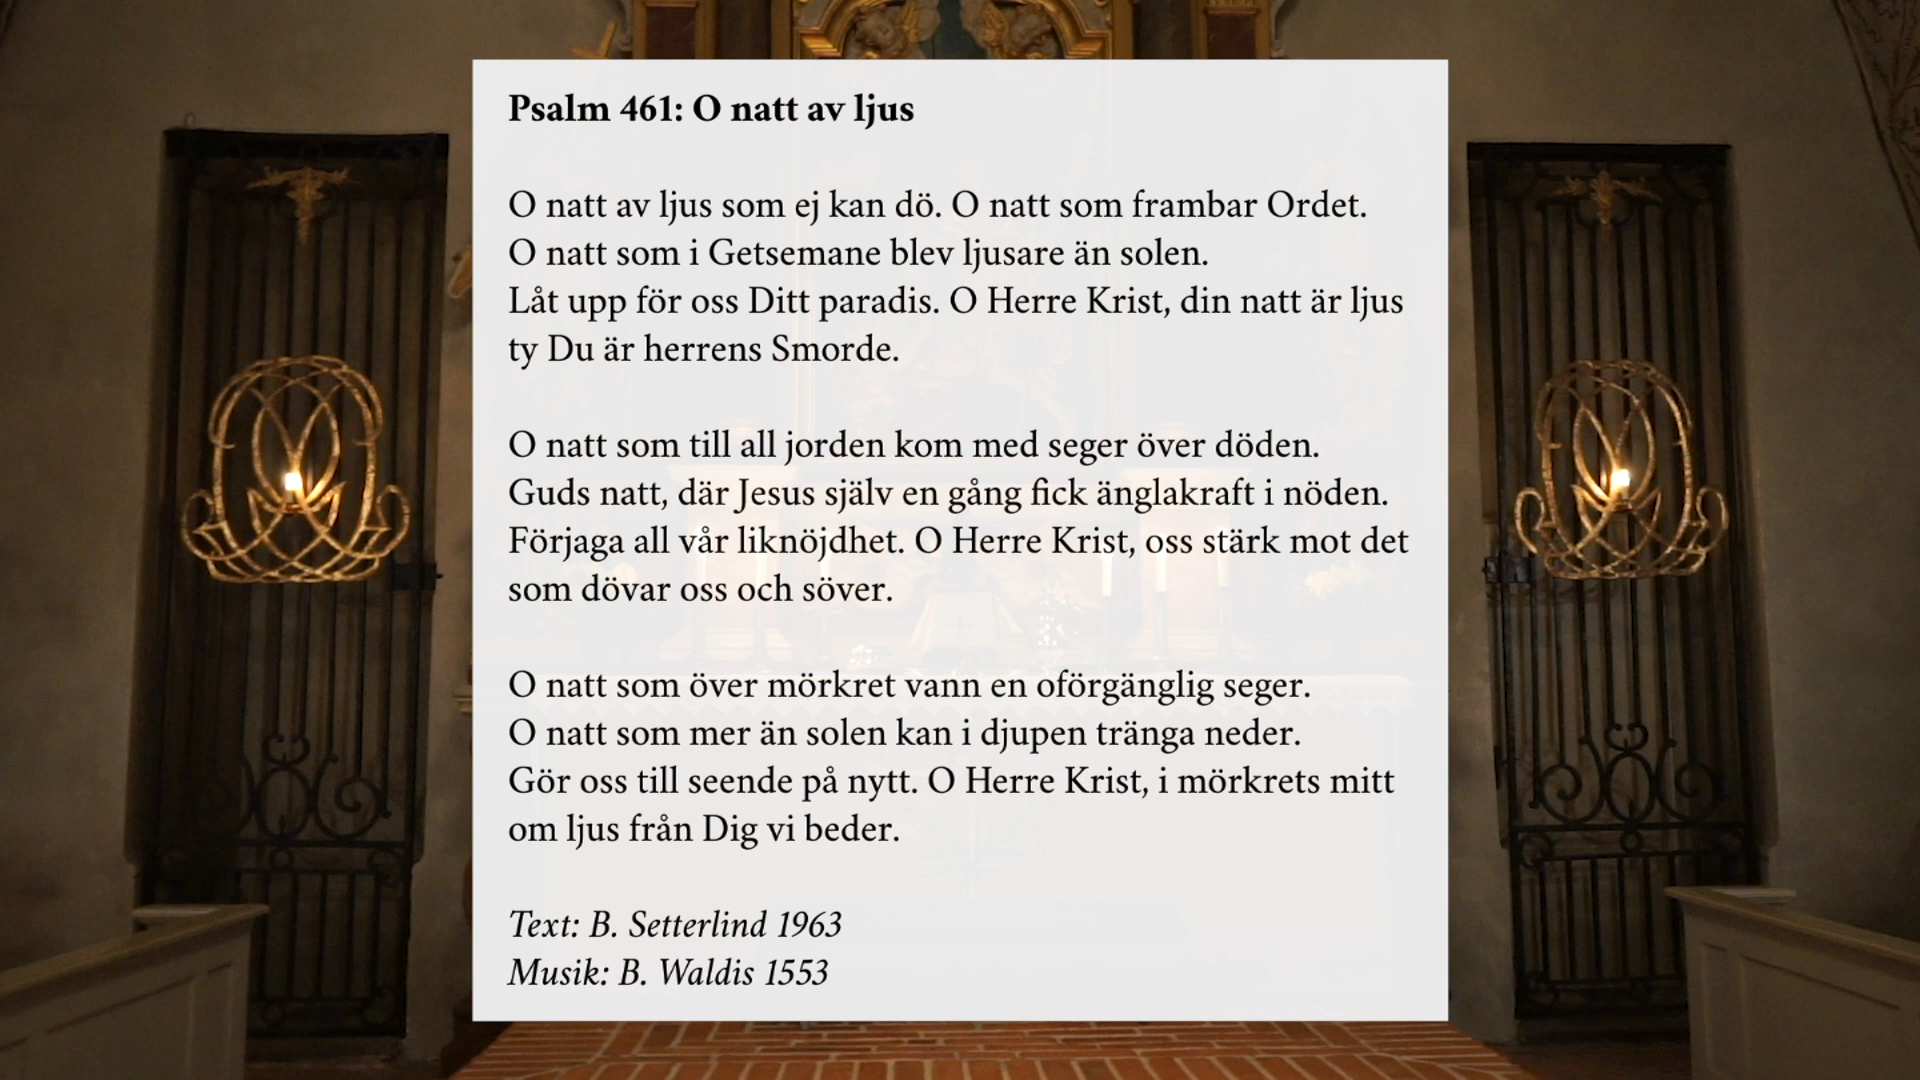 Psalm 461: O natt av ljus
O natt av ljus som ej kan dö. O natt som frambar Ordet.
O natt som i Getsemane blev ljusare än solen.
Låt upp för oss Ditt paradis. O Herre Krist, din natt är ljus
ty Du är herrens Smorde.
O natt som till all jorden kom med seger över döden.
Guds natt, där Jesus själv en gång fick änglakraft i nöden.
Förjaga all vår liknöjdhet. O Herre Krist, oss stärk mot det
som dövar oss och söver.
O natt som över mörkret vann en oförgänglig seger.
O natt som mer än solen kan i djupen tränga neder.
Gör oss till seende på nytt. O Herre Krist, i mörkrets mitt
om ljus från Dig vi beder.
Text: B. Setterlind 1963
Musik: B. Waldis 1553